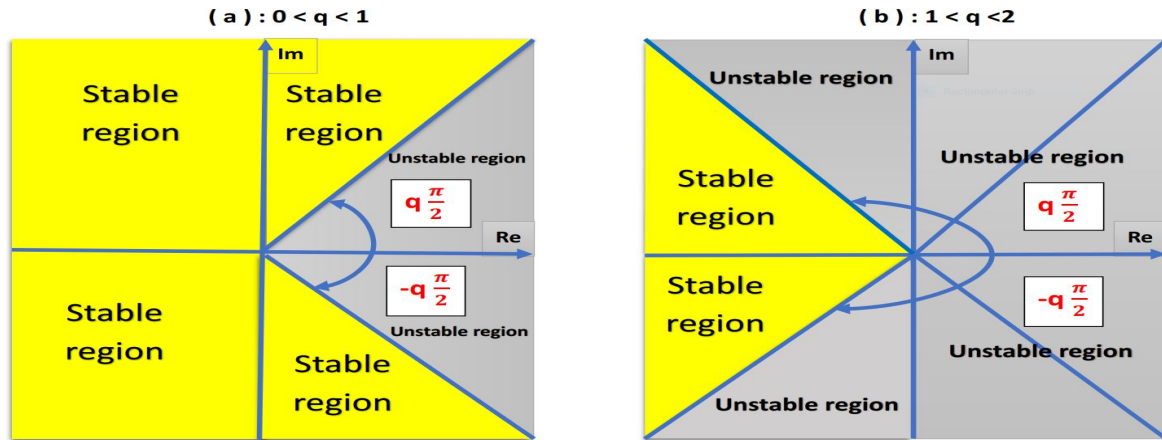 ( a ) : 0 < q < 1
Im
Stable
region
Stable
region
Unstable region
q π/2
Re
-q π/2
Unstable region
Stable
region
Stable
region
( b ) : 1 < q <2
Im
Unstable region
Unstable region
Stable
region
q π/2
Re
Stable
region
-q π/2
Unstable region
Unstable region